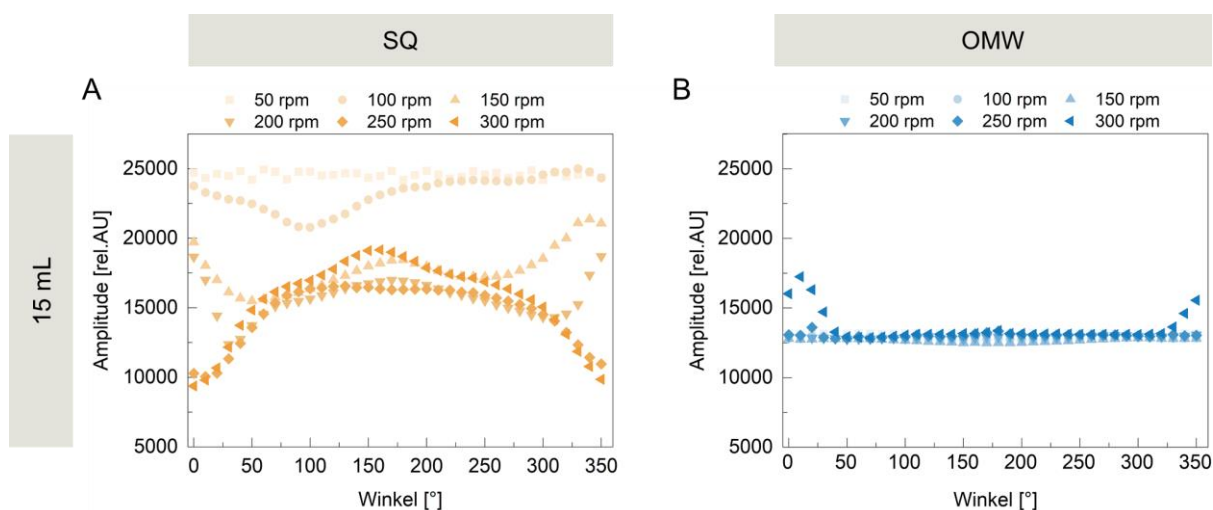 SQ
OMW
15 mL
A
50 rpm 100 rpm 150 rpm
200 rpm 250 rpm 300 rpm
Amplitude [rel.AU]
25000
20000
15000
10000
5000
0 50 100 150 200 250 300 350
Winkel [°]
B
50 rpm 100 rpm 150 rpm
200 rpm 250 rpm 300 rpm
Amplitude [rel.AU]
25000
20000
15000
10000
5000
0 50 100 150 200 250 300 350
Winkel [°]